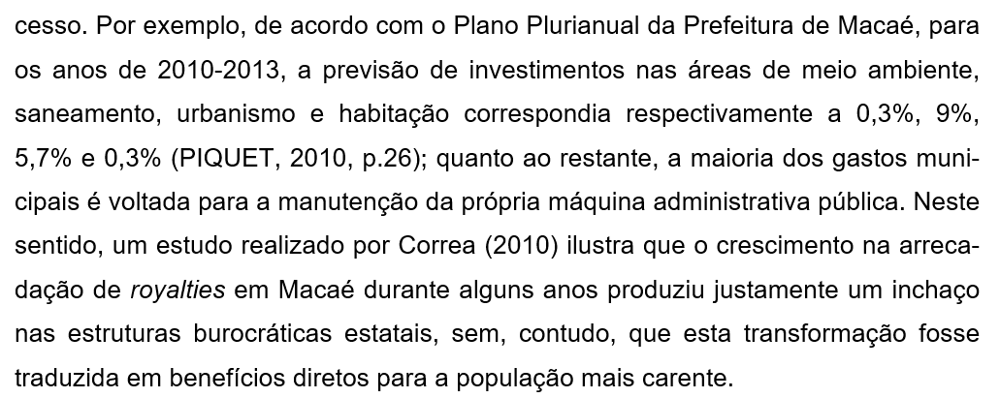 cesso. Por exemplo, de acordo com o Plano Plurianual da Prefeitura de Macaé, para
os anos de 2010-2013, a previsão de investimentos nas áreas de meio ambiente,
saneamento, urbanismo e habitação correspondia respectivamente a 0,3%, 9%,
5,7% e 0,3% (PIQUET, 2010, p.26); quanto ao restante, a maioria dos gastos muni-
cipais é voltada para a manutenção da própria máquina administrativa pública. Neste
sentido, um estudo realizado por Correa (2010) ilustra que o crescimento na arreca-
dação de royalties em Macaé durante alguns anos produziu justamente um inchaço
nas estruturas burocráticas estatais, sem, contudo, que esta transformação fosse
traduzida em benefícios diretos para a população mais carente.